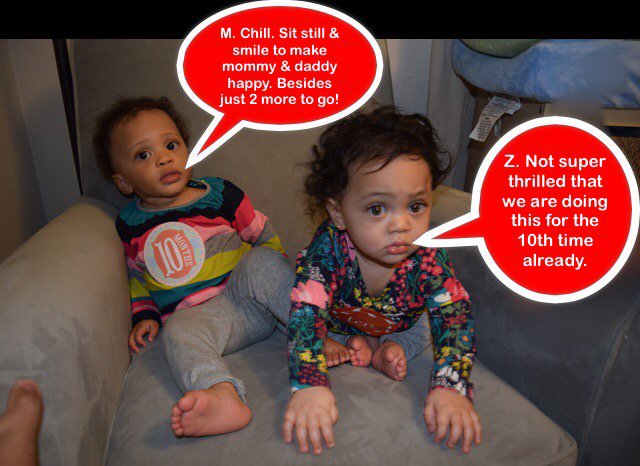 M. Chill. Sit still &
smile to make
mommy & daddy
happy. Besides
just 2 more to go!
Z. Not super
thrilled that
we are doing
this for the
10th time
already.
10
MONTHS